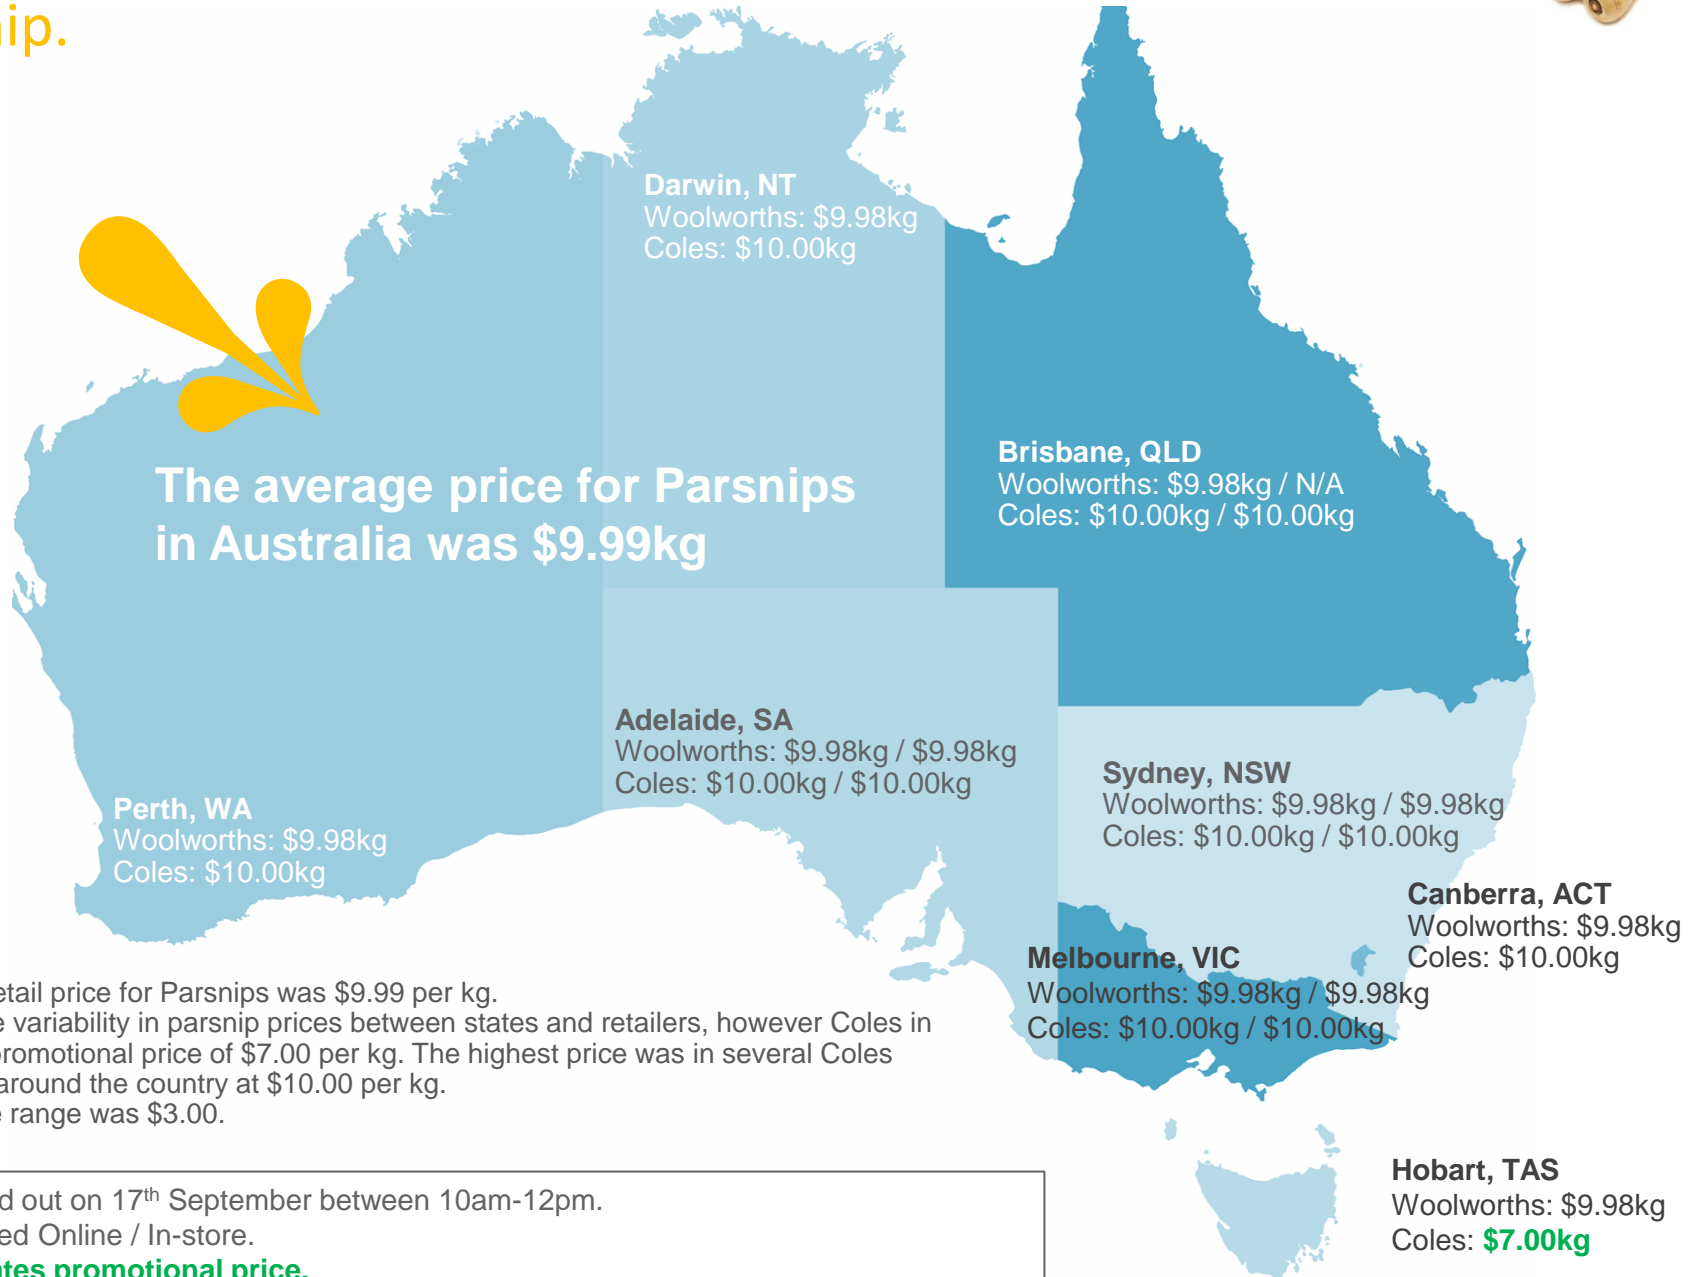 ip.
Darwin, NT
Woolworths: $9.98kg
Coles: $10.00kg
Brisbane, QLD
Woolworths: $9.98kg / N/A
Coles: $10.00kg / $10.00kg
The average price for Parsnips
in Australia was $9.99kg
Adelaide, SA
Woolworths: $9.98kg / $9.98kg
Coles: $10.00kg / $10.00kg
Sydney, NSW
Woolworths: $9.98kg / $9.98kg
Coles: $10.00kg / $10.00kg
Perth, WA
Woolworths: $9.98kg
Coles: $10.00kg
Canberra, ACT
Woolworths: $9.98kg
Coles: $10.00kg
Melbourne, VIC
Woolworths: $9.98kg / $9.98kg
Coles: $10.00kg / $10.00kg
etail price for Parsnips was $9.99 per kg.
e variability in parsnip prices between states and retailers, however Coles in
promotional price of $7.00 per kg. The highest price was in several Coles
around the country at $10.00 per kg.
e range was $3.00.
d out on 17th September between 10am-12pm.
ed Online / In-store.
ates promotional price.
Hobart, TAS
Woolworths: $9.98kg
Coles: $7.00kg